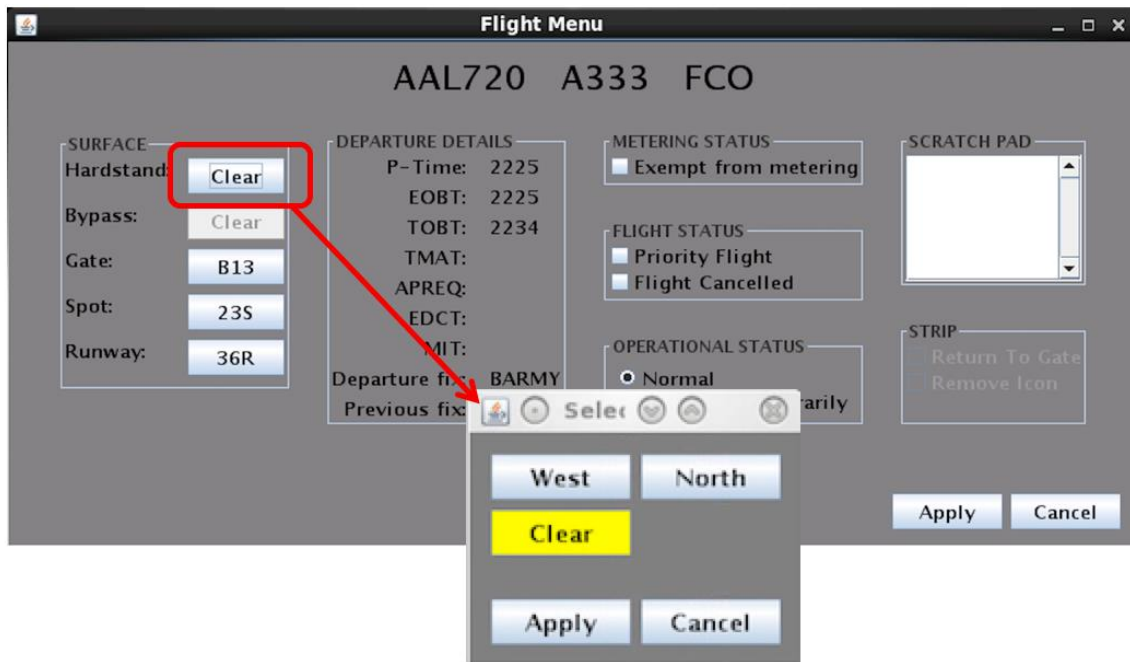 Flight Menu
AAL720 A333 FCO
SURFACE
Hardstand: Clear
Bypass: Clear
Gate: B13
Spot: 23S
Runway: 36R
DEPARTURE DETAILS
P-Time: 2225
EOBT: 2225
TOBT: 2234
TMAT:
APREQ:
EDCT:
MIT:
Departure fix: BARMY
Previous fix:
METERING STATUS
Exempt from metering
FLIGHT STATUS
Priority Flight
Flight Cancelled
OPERATIONAL STATUS
Normal
arily
SCRATCH PAD
STRIP
Return To Gate
Remove Icon
Apply Cancel
Selec
West North
Clear
Apply Cancel